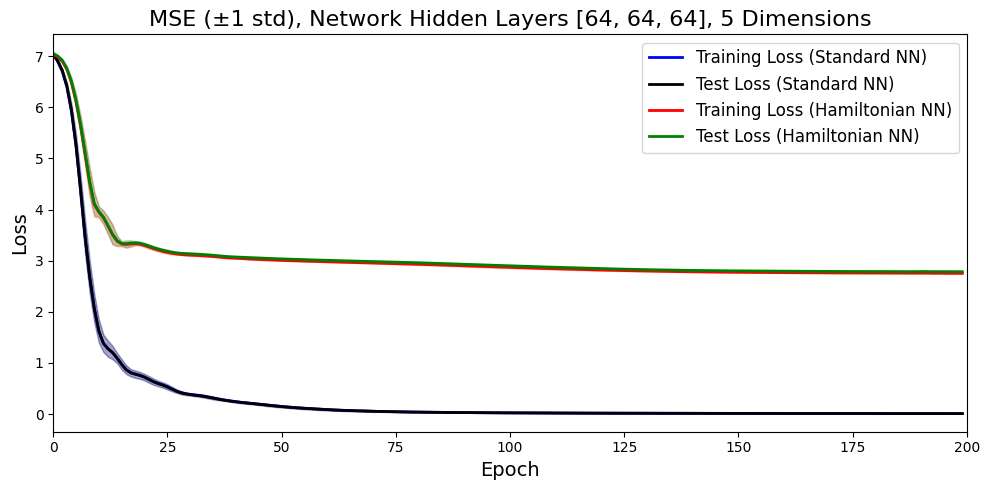 MSE (±1 std), Network Hidden Layers [64, 64, 64], 5 Dimensions
Training Loss (Standard NN)
Test Loss (Standard NN)
Training Loss (Hamiltonian NN)
Test Loss (Hamiltonian NN)
Loss
7
6
5
4
3
2
1
0
0 25 50 75 100 125 150 175 200
Epoch